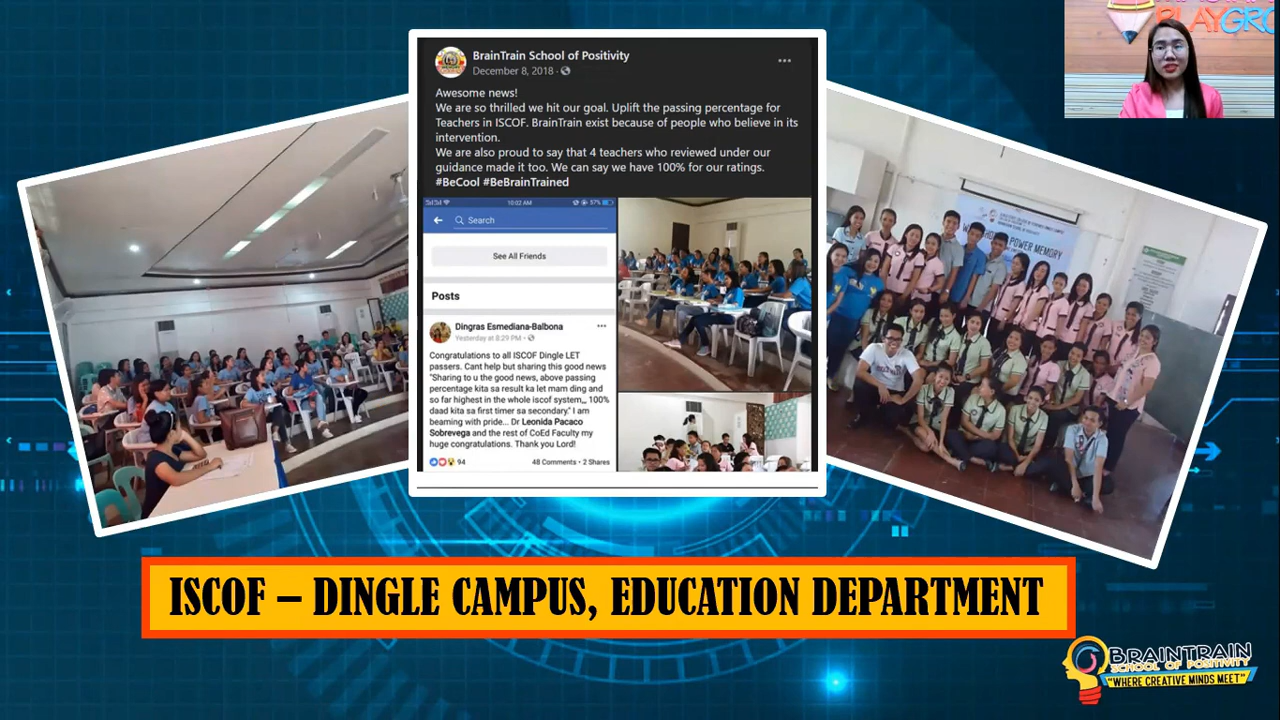 PLAYGRO
BrainTrain School of Positivity
December 8, 2018
Awesome news!
We are so thrilled we hit our goal. Uplift the passing percentage for
Teachers in ISCOF. BrainTrain exist because of people who believe in its
intervention.
We are also proud to say that 4 teachers who reviewed under our
guidance made it too. We can say we have 100% for our ratings.
#BeCool #BeBrainTrained
10:02 AM
57%
Search
See All Friends
Posts
Dingras Esmediana-Balbona
Yesterday at 8:29 PM
Congratulations to all ISCOF Dingle LET
passers. Cant help but sharing this good news
"Sharing to u the good news, above passing
percentage kita sa result ka let mam ding and
so far highest in the whole iscof system,,, 100%
daad kita sa first timer sa secondary." I am
beaming with pride... Dr Leonida Pacaco
Sobrevega and the rest of CoEd Faculty my
huge congratulations. Thank you Lord!
94
48 Comments • 2 Shares
POWER MEMORY
ISCOF – DINGLE CAMPUS, EDUCATION DEPARTMENT
BRAINTRAIN
SCHOOL OF POSITIVITY
"WHERE CREATIVE MINDS MEET"